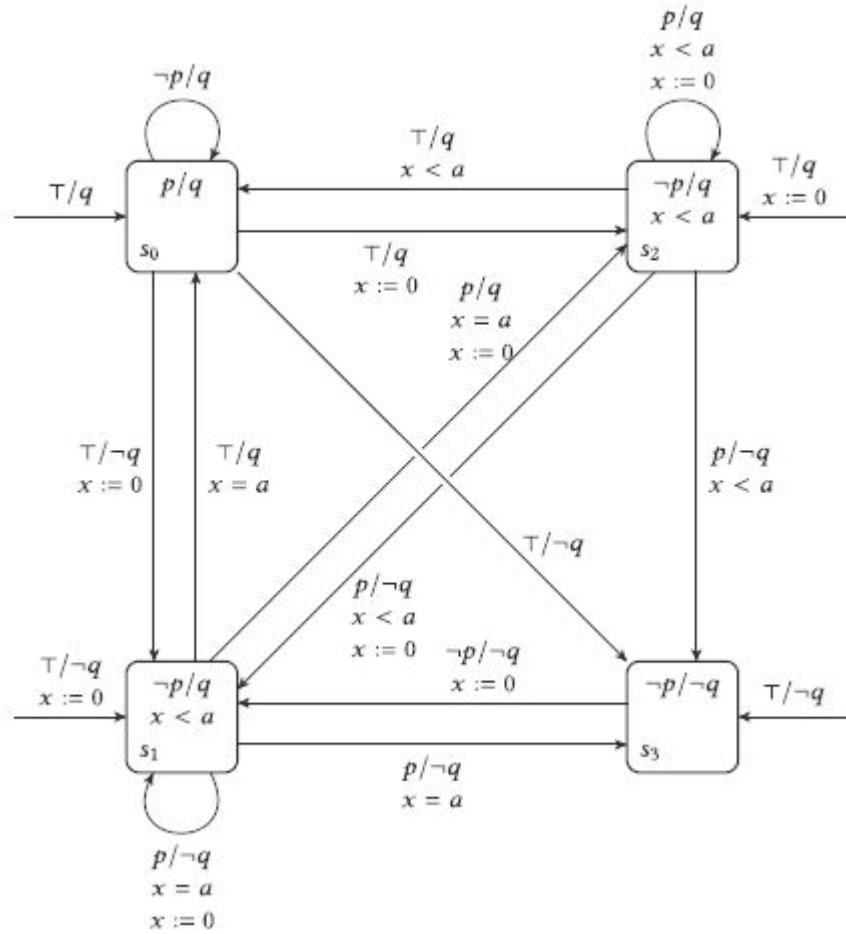 p/q
x < a
x := 0
¬p/q
⊤/q
x < a
⊤/q
p/q
s₀
¬p/q
x < a
s₂
⊤/q
x := 0
⊤/q
x := 0
p/q
x = a
x := 0
⊤/¬q
x := 0
⊤/q
x = a
p/¬q
x < a
⊤/¬q
p/¬q
x < a
x := 0
¬p/¬q
x := 0
⊤/¬q
x := 0
¬p/q
x < a
s₁
¬p/¬q
s₃
⊤/¬q
p/¬q
x = a
p/¬q
x = a
x := 0